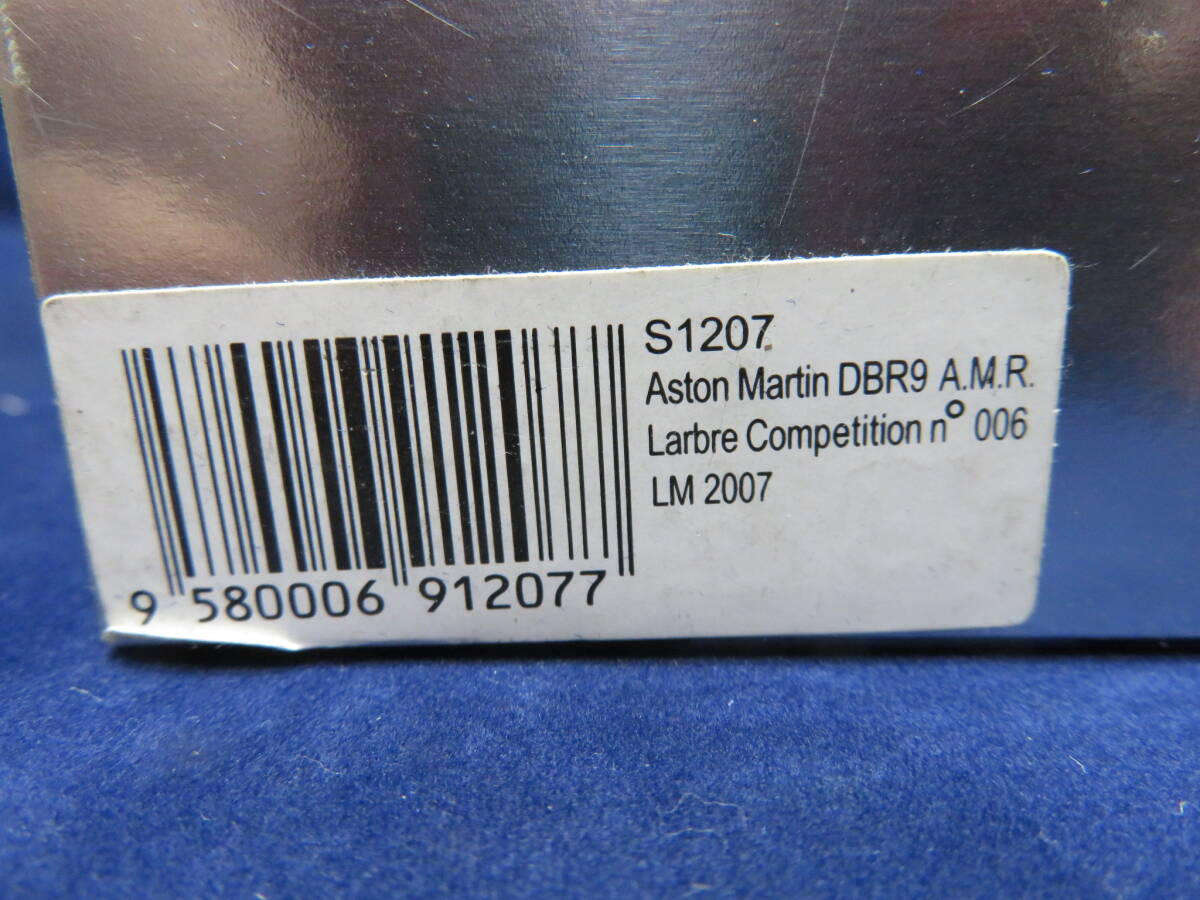 S1207
Aston Martin DBR9 A.M.R.
Larbre Competition n° 006
LM 2007
9 580006 912077